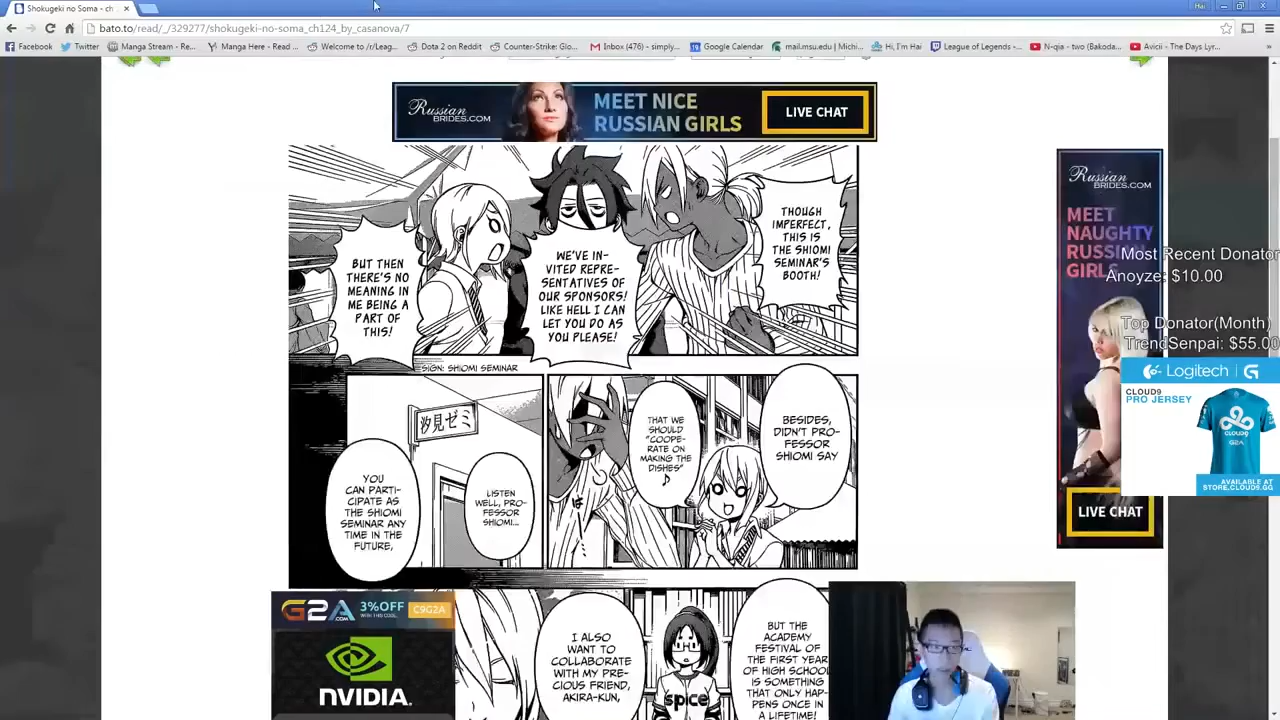 Shokugeki no Soma - ch
Hai
bato.to/read/_/329277/shokugeki-no-soma_ch124_by_casanova/7
Facebook
Twitter
Manga Stream - Re...
Manga Here - Read ...
Welcome to /r/Leag...
Dota 2 on Reddit
Counter-Strike: Glo...
Inbox (476) - simply...
Google Calendar
mail.msu.edu | Michi...
Hi, I'm Hai
League of Legends -...
N-qia - two (Bakoda...
Avicii - The Days Lyr...
»
Russian
BRIDES.COM
MEET NICE
RUSSIAN GIRLS
LIVE CHAT
THOUGH
IMPERFECT,
THIS IS
THE SHIOMI
SEMINAR'S
BOOTH!
WE'VE IN-
VITED REPRE-
SENTATIVES OF
OUR SPONSORS!
LIKE HELL I CAN
LET YOU DO AS
YOU PLEASE!
BUT THEN
THERE'S NO
MEANING IN
ME BEING A
PART OF
THIS!
SIGN: SHIOMI SEMINAR
BESIDES,
DIDN'T PRO-
FESSOR
SHIOMI SAY
THAT WE
SHOULD
"COOPE-
RATE ON
MAKING THE
DISHES"
♪
は
汐見ゼミ
LISTEN
WELL, PRO-
FESSOR
SHIOMI...
YOU
CAN PARTI-
CIPATE AS
THE SHIOMI
SEMINAR ANY
TIME IN THE
FUTURE,
BUT THE
ACADEMY
FESTIVAL OF
THE FIRST YEAR
OF HIGH SCHOOL
IS SOMETHING
THAT ONLY HAP-
PENS ONCE IN
A LIFETIME!
spice
I ALSO
WANT TO
COLLABORATE
WITH MY PRE-
CIOUS FRIEND,
AKIRA-KUN,
Russian
BRIDES.COM
MEET
NAUGHTY
RUSSIAN
GIRLS
LIVE CHAT
Most Recent Donator
Anoyze: $10.00
Top Donator(Month)
TrendSenpai: $55.00
Logitech G
CLOUD9
PRO JERSEY
CLOUD9
G2A
AVAILABLE AT
STORE.CLOUD9.GG
G2A.COM
3%OFF
WITH THIS CODE
C9G2A
NVIDIA.